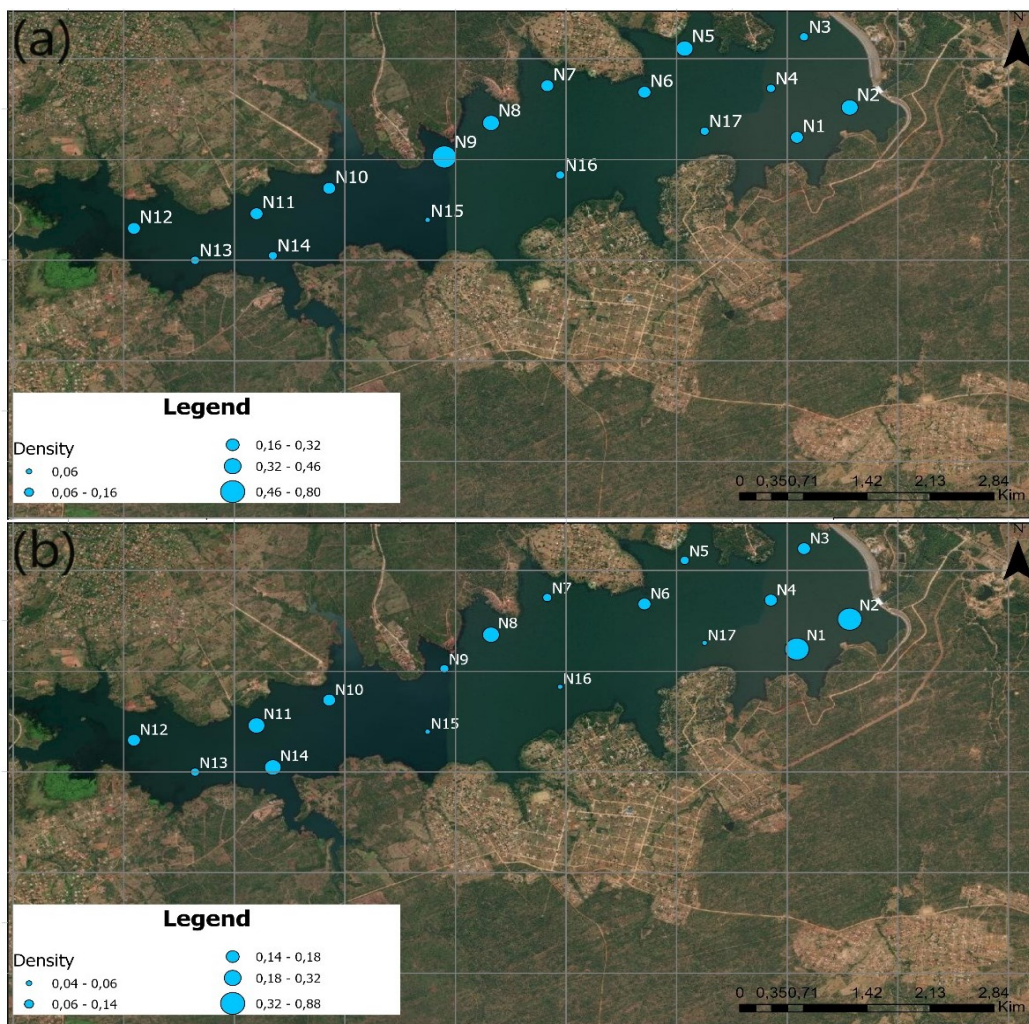 (a)
N
N5
N3
N7
N6
N4
N8
N2
N17
N1
N9
N16
N10
N11
N15
N12
N14
N13
Legend
Density
0,06
0,06 - 0,16
0,16 - 0,32
0,32 - 0,46
0,46 - 0,80
0 0,350,71 1,42 2,13 2,84
Kim
(b)
N
N3
N5
N7
N6
N4
N8
N2
N17
N1
N9
N16
N10
N11
N15
N12
N14
N13
Legend
Density
0,04 - 0,06
0,06 - 0,14
0,14 - 0,18
0,18 - 0,32
0,32 - 0,88
0 0,350,71 1,42 2,13 2,84
Kim